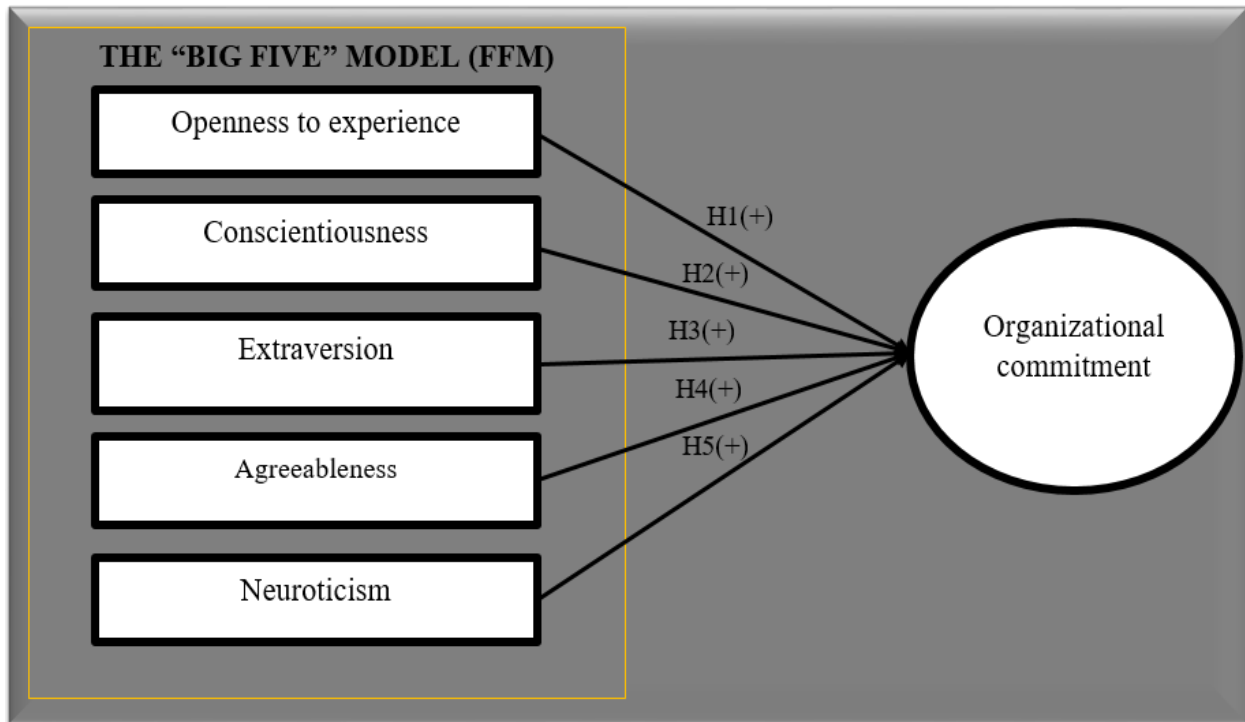 THE “BIG FIVE” MODEL (FFM)
Openness to experience
Conscientiousness
Extraversion
Agreeableness
Neuroticism
H1(+)
H2(+)
H3(+)
H4(+)
H5(+)
Organizational
commitment